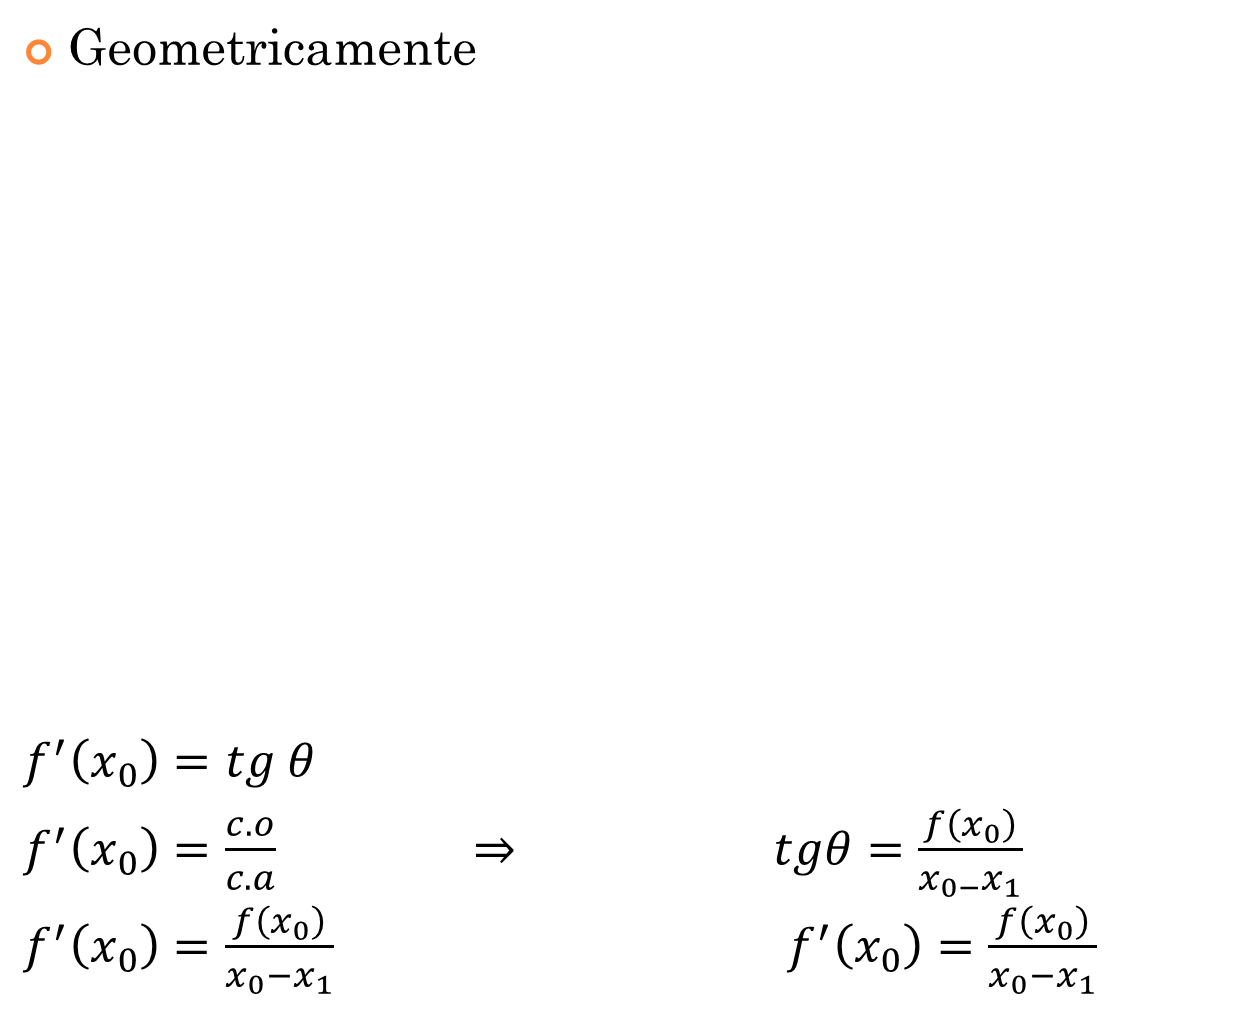 Geometricamente
f′(x₀) = tg θ
f′(x₀) = c.o/c.a ⇒ tgθ = f(x₀)/(x₀−x₁)
f′(x₀) = f(x₀)/(x₀−x₁) f′(x₀) = f(x₀)/(x₀−x₁)